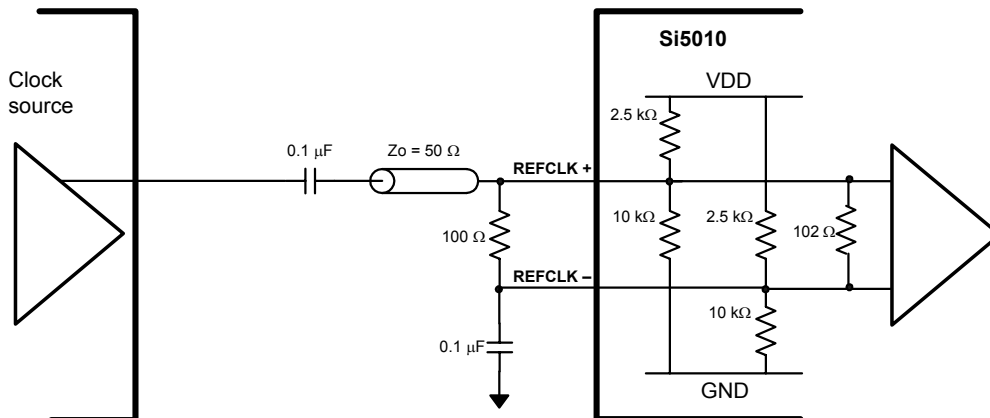 Si5010
Clock
source
VDD
2.5 kΩ
0.1 μF
Zo = 50 Ω
REFCLK +
10 kΩ
2.5 kΩ
102 Ω
100 Ω
REFCLK –
10 kΩ
0.1 μF
GND